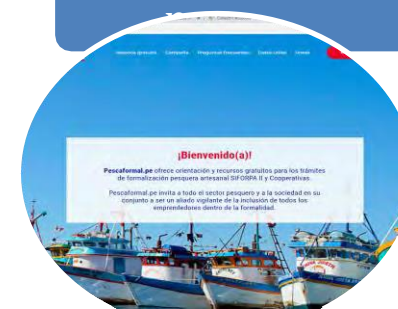 ¡Bienvenido(a)!
Pescaformal.pe ofrece orientación y recursos gratuitos para los trámites
de formalización pesquera artesanal SIFORPA II y Cooperativas.
Pescaformal.pe invita a todo el sector pesquero y a la sociedad en su
conjunto a ser un aliado vigilante de la inclusión de todos los
emprendedores dentro de la formalidad.